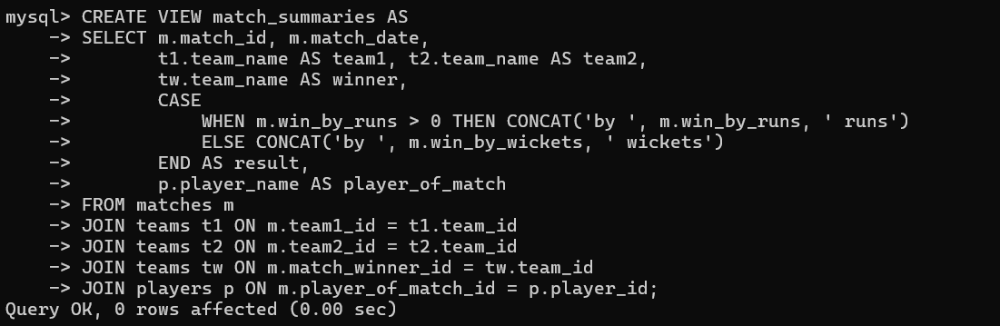 mysql> CREATE VIEW match_summaries AS
    -> SELECT m.match_id, m.match_date,
    ->        t1.team_name AS team1, t2.team_name AS team2,
    ->        tw.team_name AS winner,
    ->        CASE
    ->            WHEN m.win_by_runs > 0 THEN CONCAT('by ', m.win_by_runs, ' runs')
    ->            ELSE CONCAT('by ', m.win_by_wickets, ' wickets')
    ->        END AS result,
    ->        p.player_name AS player_of_match
    -> FROM matches m
    -> JOIN teams t1 ON m.team1_id = t1.team_id
    -> JOIN teams t2 ON m.team2_id = t2.team_id
    -> JOIN teams tw ON m.match_winner_id = tw.team_id
    -> JOIN players p ON m.player_of_match_id = p.player_id;
Query OK, 0 rows affected (0.00 sec)